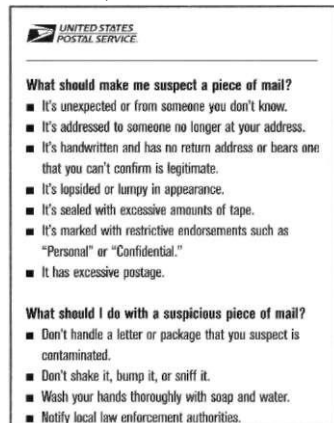 UNITED STATES
POSTAL SERVICE
What should make me suspect a piece of mail?
■ It's unexpected or from someone you don't know.
■ It's addressed to someone no longer at your address.
■ It's handwritten and has no return address or bears one
that you can't confirm is legitimate.
■ It's lopsided or lumpy in appearance.
■ It's sealed with excessive amounts of tape.
■ It's marked with restrictive endorsements such as
"Personal" or "Confidential."
■ It has excessive postage.
What should I do with a suspicious piece of mail?
■ Don't handle a letter or package that you suspect is
contaminated.
■ Don't shake it, bump it, or sniff it.
■ Wash your hands thoroughly with soap and water.
■ Notify local law enforcement authorities.